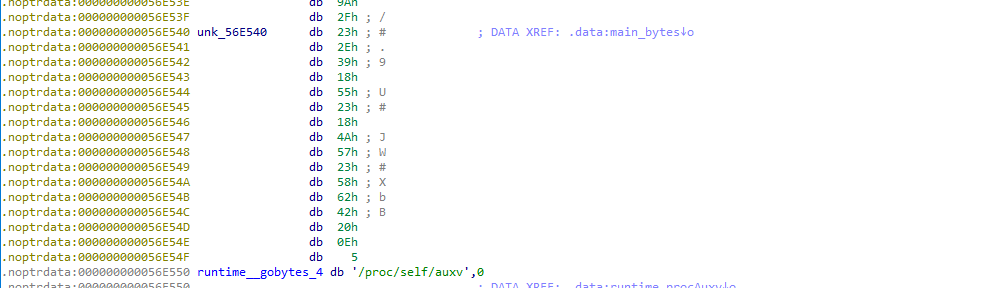 .noptrdata:000000000056E53E db 9Ah
.noptrdata:000000000056E53F db 2Fh ; /
.noptrdata:000000000056E540 unk_56E540 db 23h ; # ; DATA XREF: .data:main_bytes↓o
.noptrdata:000000000056E541 db 2Eh ; .
.noptrdata:000000000056E542 db 39h ; 9
.noptrdata:000000000056E543 db 18h
.noptrdata:000000000056E544 db 55h ; U
.noptrdata:000000000056E545 db 23h ; #
.noptrdata:000000000056E546 db 18h
.noptrdata:000000000056E547 db 4Ah ; J
.noptrdata:000000000056E548 db 57h ; W
.noptrdata:000000000056E549 db 23h ; #
.noptrdata:000000000056E54A db 58h ; X
.noptrdata:000000000056E54B db 62h ; b
.noptrdata:000000000056E54C db 42h ; B
.noptrdata:000000000056E54D db 20h
.noptrdata:000000000056E54E db 0Eh
.noptrdata:000000000056E54F db 5
.noptrdata:000000000056E550 runtime__gobytes_4 db '/proc/self/auxv',0
.noptrdata:000000000056E550 ; DATA XREF: .data:runtime_procAuxv↓o